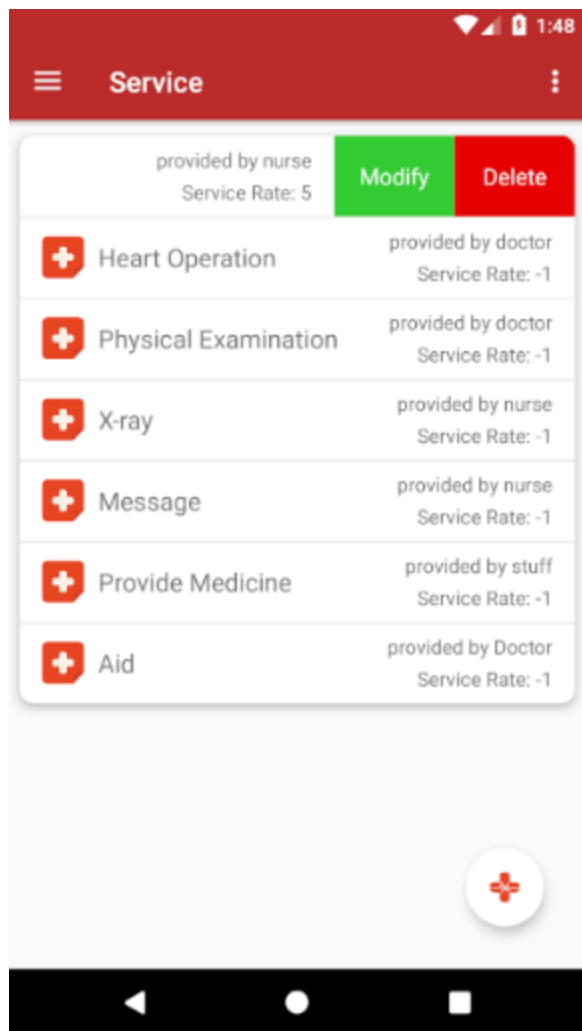 1:48
Service
provided by nurse
Service Rate: 5
Modify
Delete
Heart Operation
provided by doctor
Service Rate: -1
Physical Examination
provided by doctor
Service Rate: -1
X-ray
provided by nurse
Service Rate: -1
Message
provided by nurse
Service Rate: -1
Provide Medicine
provided by stuff
Service Rate: -1
Aid
provided by Doctor
Service Rate: -1